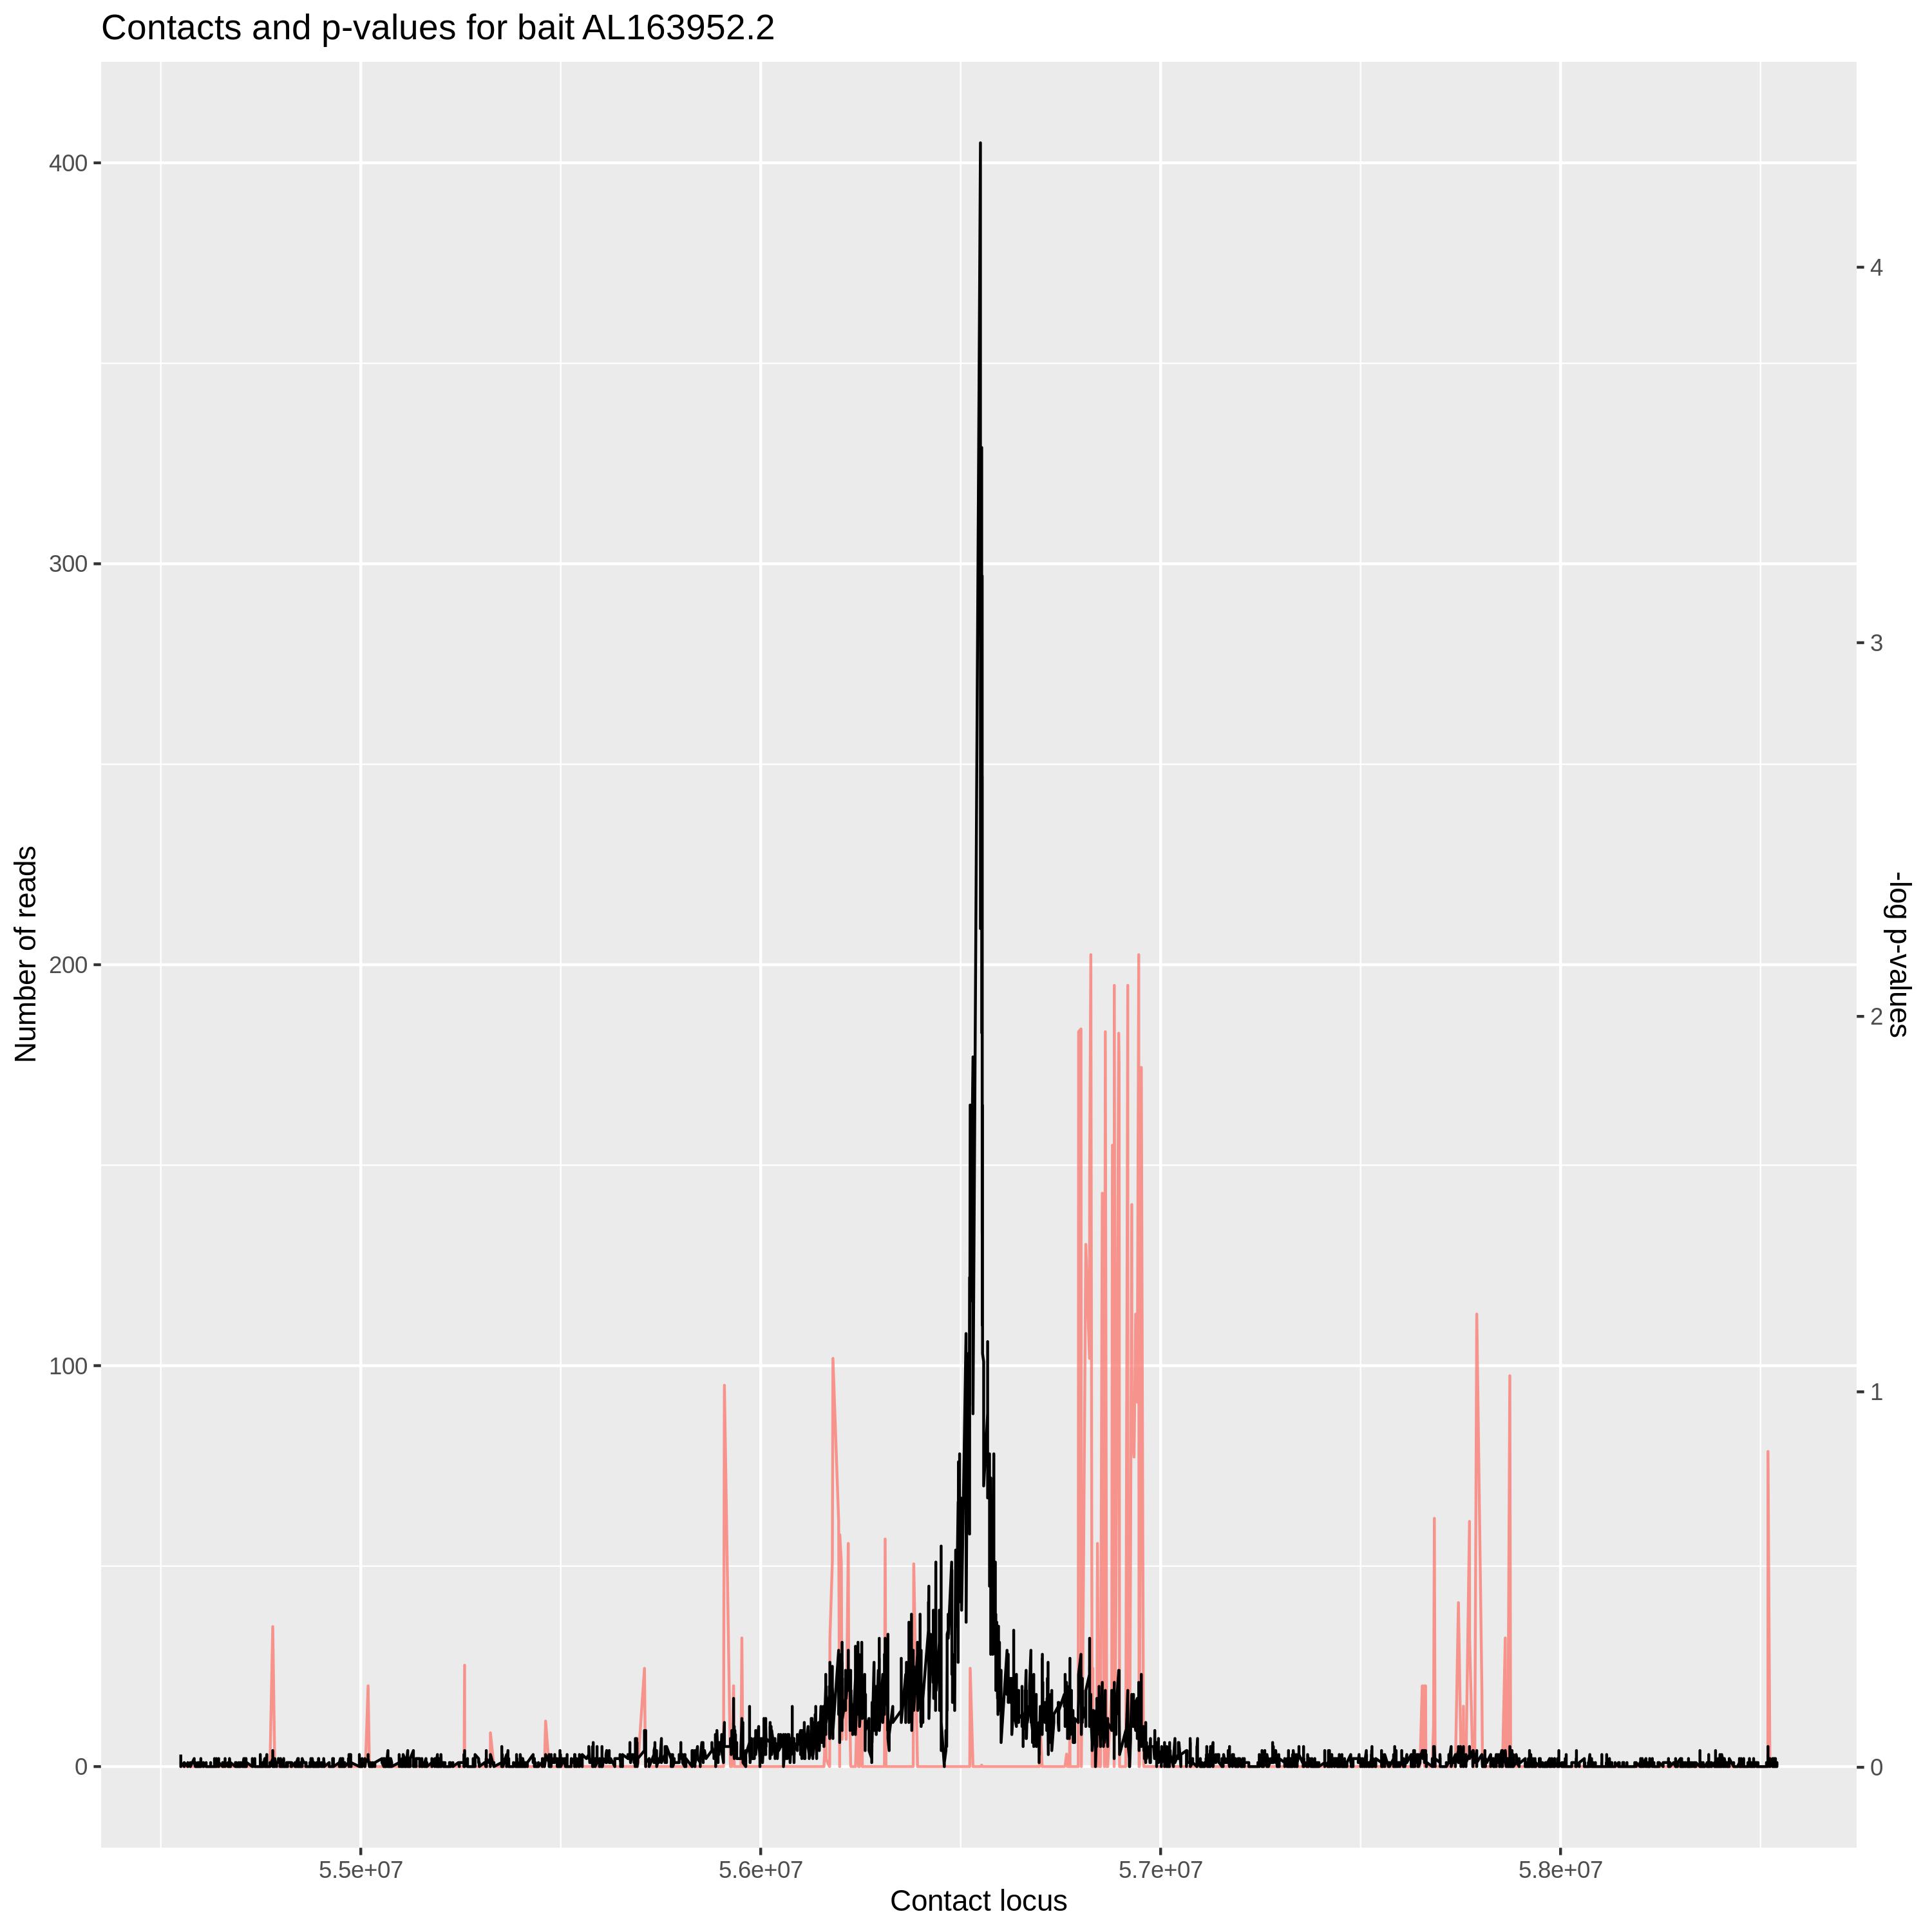 Contacts and p-values for bait AL163952.2
400
300
200
100
0
Number of reads
4
3
2
1
0
-log p-values
5.5e+07 5.6e+07 5.7e+07 5.8e+07
Contact locus